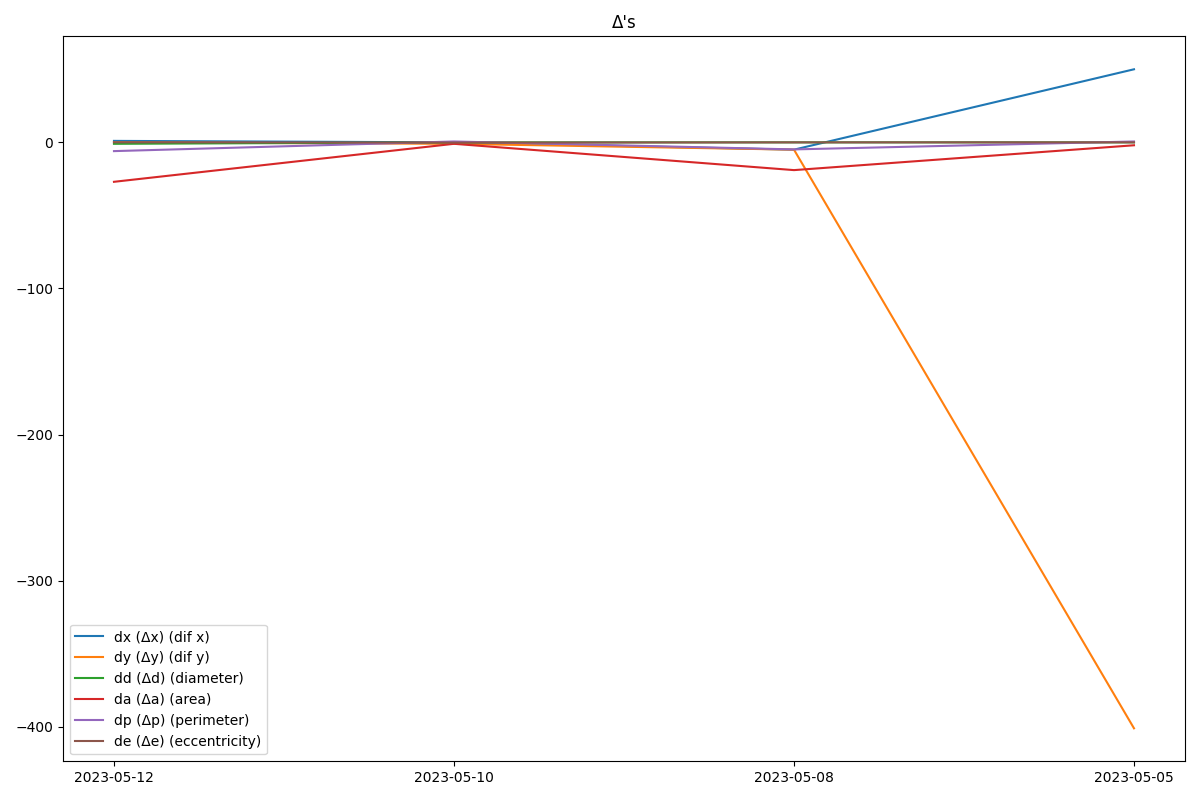 Δ's
0
−100
−200
−300
−400
dx (Δx) (dif x)
dy (Δy) (dif y)
dd (Δd) (diameter)
da (Δa) (area)
dp (Δp) (perimeter)
de (Δe) (eccentricity)
2023-05-12 2023-05-10 2023-05-08 2023-05-05